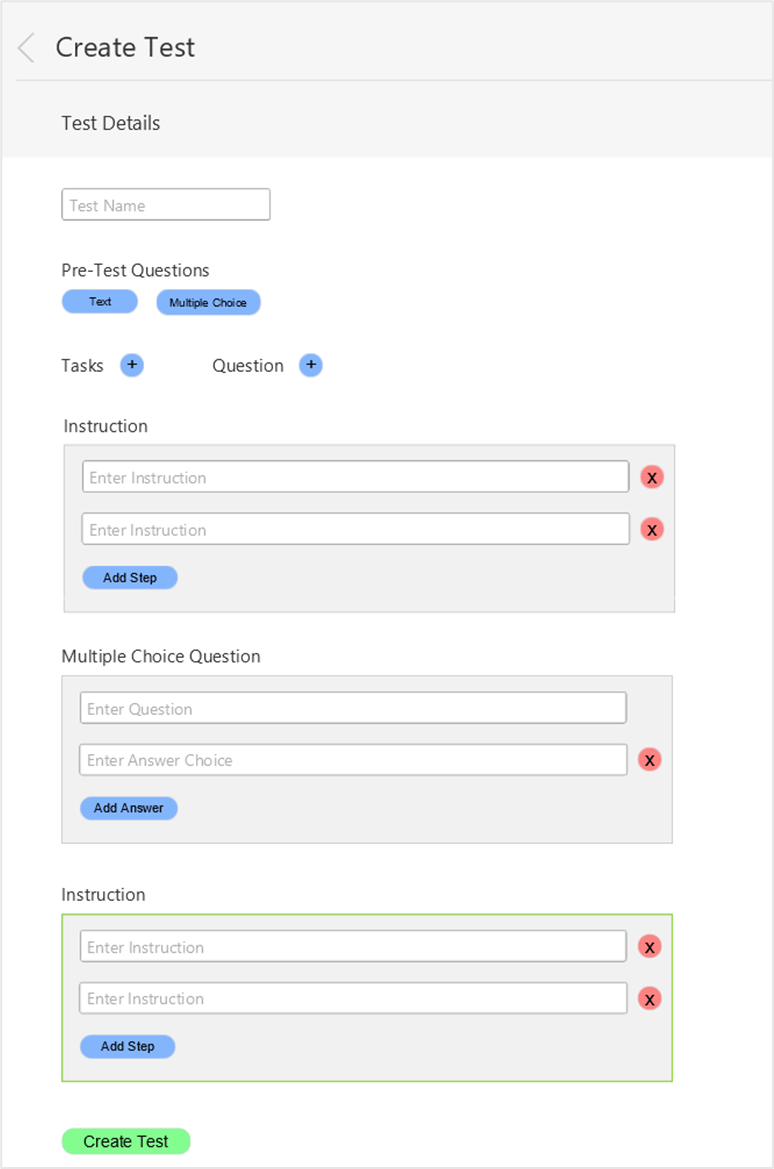 Create Test
Test Details
Test Name
Pre-Test Questions
Text Multiple Choice
Tasks + Question +
Instruction
Enter Instruction X
Enter Instruction X
Add Step
Multiple Choice Question
Enter Question
Enter Answer Choice X
Add Answer
Instruction
Enter Instruction X
Enter Instruction X
Add Step
Create Test